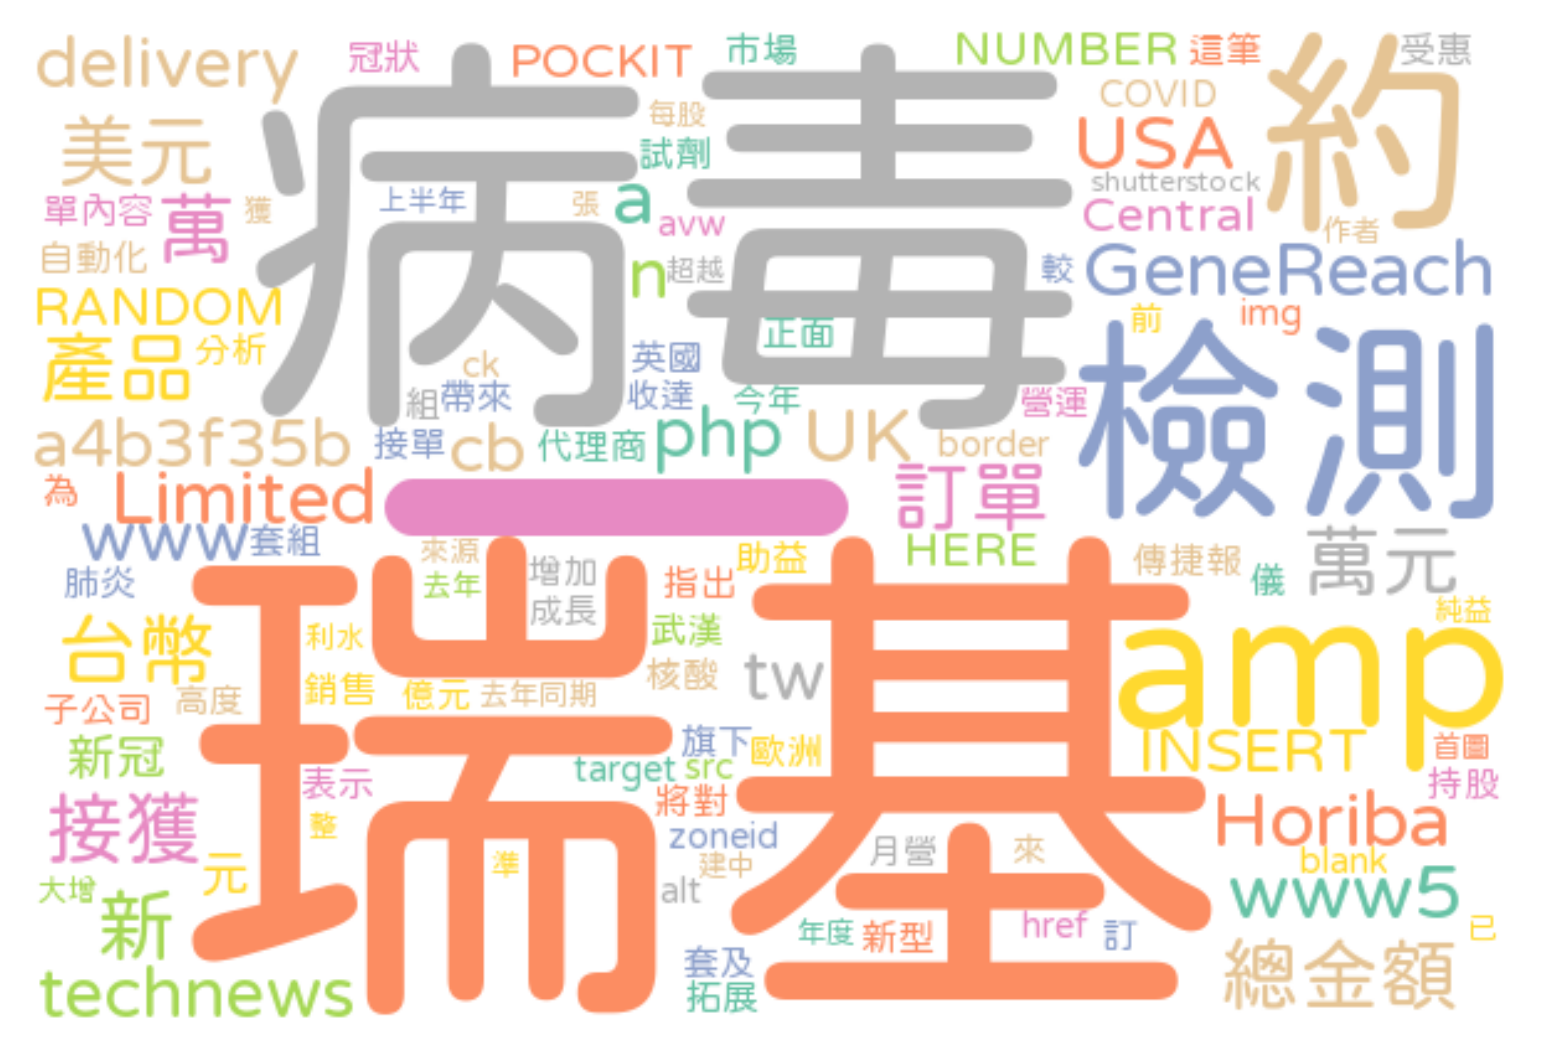 delivery
冠狀
POCKIT
市場
NUMBER
這筆
約
受惠
病毒
每股
COVID
美元
試劑
USA
shutterstock
單內容
萬
獲
上半年
張
a
avw
Central
作者
自動化
n
超越
較
GeneReach
RANDOM
正面
前
img
產品
分析
ck
英國
檢測
組
帶來
收達
今年
營運
a4b3f35b
接單
cb
代理商
php
UK
border
為
Limited
一
訂單
www
套組
來源
助益
HERE
傳捷報
萬元
肺炎
去年
增加
指出
儀
瑞基
成長
純益
台幣
利水
武漢
amp
核酸
tw
銷售
億元
去年同期
子公司
高度
旗下
歐洲
INSERT
首圖
新冠
target
src
表示
持股
接獲
整
將對
zoneid
Horiba
月營
來
元
準
建中
blank
大增
alt
www5
新
年度
新型
href
訂
已
套及
總金額
technews
拓展